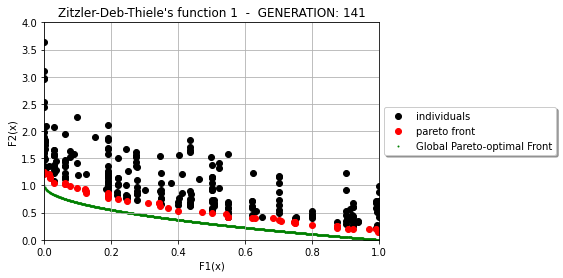 Zitzler-Deb-Thiele's function 1 - GENERATION: 141
4.0
3.5
3.0
2.5
2.0
1.5
1.0
0.5
0.0
F2(x)
0.0 0.2 0.4 0.6 0.8 1.0
F1(x)
individuals
pareto front
Global Pareto-optimal Front